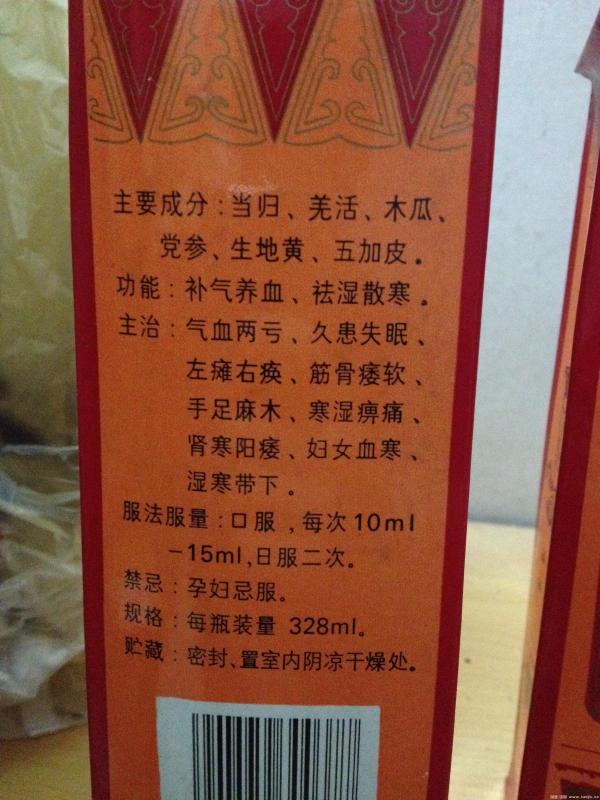 主要成分：当归、羌活、木瓜、
党参、生地黄、五加皮。
功能：补气养血、祛湿散寒。
主治：气血两亏、久患失眠、
左瘫右痪、筋骨痿软、
手足麻木、寒湿痹痛、
肾寒阳痿、妇女血寒、
湿寒带下。
服法服量：口服，每次10ml
-15ml,日服二次。
禁忌：孕妇忌服。
规格：每瓶装量 328ml。
贮藏：密封、置室内阴凉干燥处。